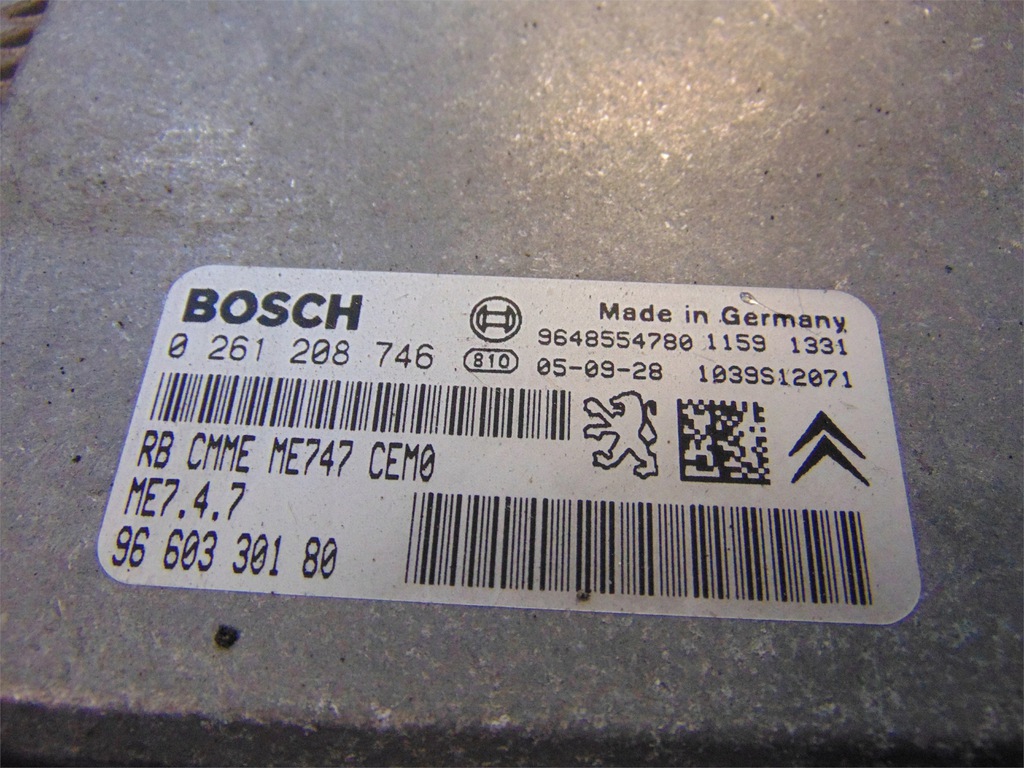 BOSCH
Made in Germany
0 261 208 746
9648554780 1159 1331
810
05-09-28 1039S12071
RB CMME ME747 CEM0
ME7.4.7
96 603 301 80